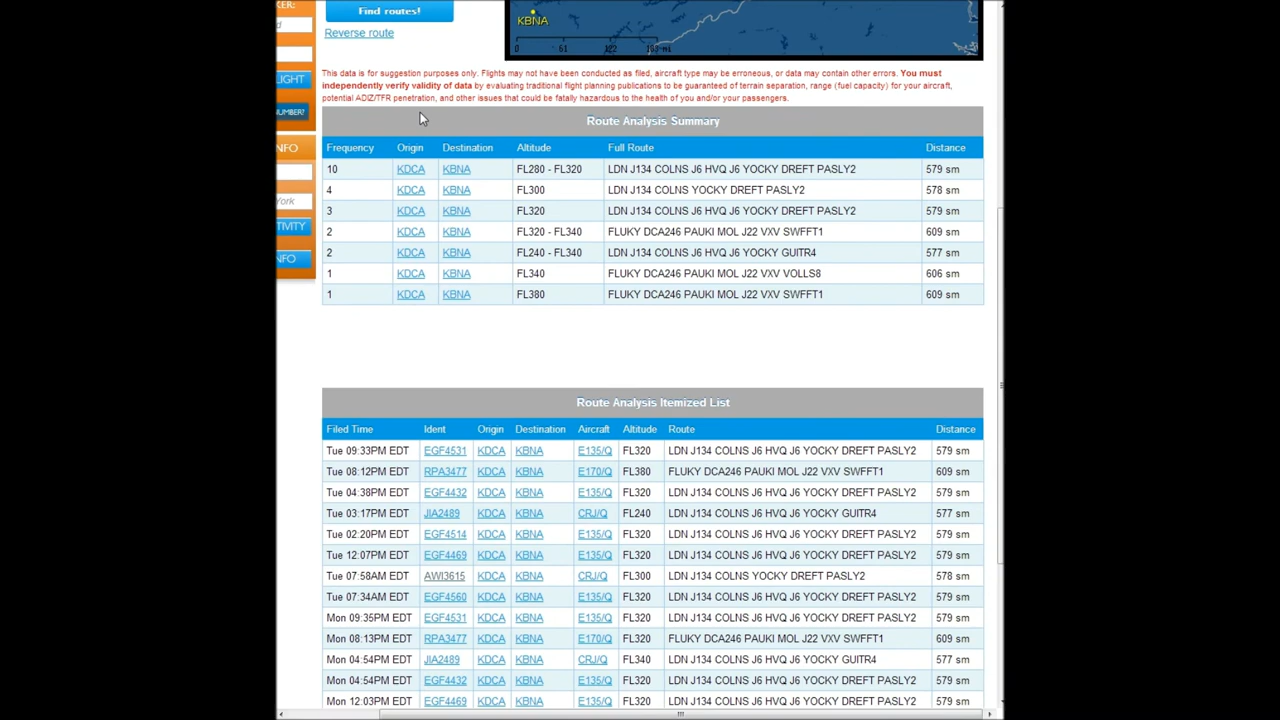 KER:
d
Find routes!
Reverse route
KBNA
0 61 122 183 mi
LIGHT
NUMBER?
NFO
York
TIVITY
NFO
This data is for suggestion purposes only. Flights may not have been conducted as filed, aircraft type may be erroneous, or data may contain other errors. You must
independently verify validity of data by evaluating traditional flight planning publications to be guaranteed of terrain separation, range (fuel capacity) for your aircraft,
potential ADIZ/TFR penetration, and other issues that could be fatally hazardous to the health of you and/or your passengers.
Route Analysis Summary
Frequency Origin Destination Altitude Full Route Distance
10 KDCA KBNA FL280 - FL320 LDN J134 COLNS J6 HVQ J6 YOCKY DREFT PASLY2 579 sm
4 KDCA KBNA FL300 LDN J134 COLNS YOCKY DREFT PASLY2 578 sm
3 KDCA KBNA FL320 LDN J134 COLNS J6 HVQ J6 YOCKY DREFT PASLY2 579 sm
2 KDCA KBNA FL320 - FL340 FLUKY DCA246 PAUKI MOL J22 VXV SWFFT1 609 sm
2 KDCA KBNA FL240 - FL340 LDN J134 COLNS J6 HVQ J6 YOCKY GUITR4 577 sm
1 KDCA KBNA FL340 FLUKY DCA246 PAUKI MOL J22 VXV VOLLS8 606 sm
1 KDCA KBNA FL380 FLUKY DCA246 PAUKI MOL J22 VXV SWFFT1 609 sm
Route Analysis Itemized List
Filed Time Ident Origin Destination Aircraft Altitude Route Distance
Tue 09:33PM EDT EGF4531 KDCA KBNA E135/Q FL320 LDN J134 COLNS J6 HVQ J6 YOCKY DREFT PASLY2 579 sm
Tue 08:12PM EDT RPA3477 KDCA KBNA E170/Q FL380 FLUKY DCA246 PAUKI MOL J22 VXV SWFFT1 609 sm
Tue 04:38PM EDT EGF4432 KDCA KBNA E135/Q FL320 LDN J134 COLNS J6 HVQ J6 YOCKY DREFT PASLY2 579 sm
Tue 03:17PM EDT JIA2489 KDCA KBNA CRJ/Q FL240 LDN J134 COLNS J6 HVQ J6 YOCKY GUITR4 577 sm
Tue 02:20PM EDT EGF4514 KDCA KBNA E135/Q FL320 LDN J134 COLNS J6 HVQ J6 YOCKY DREFT PASLY2 579 sm
Tue 12:07PM EDT EGF4469 KDCA KBNA E135/Q FL320 LDN J134 COLNS J6 HVQ J6 YOCKY DREFT PASLY2 579 sm
Tue 07:58AM EDT AWI3615 KDCA KBNA CRJ/Q FL300 LDN J134 COLNS YOCKY DREFT PASLY2 578 sm
Tue 07:34AM EDT EGF4560 KDCA KBNA E135/Q FL320 LDN J134 COLNS J6 HVQ J6 YOCKY DREFT PASLY2 579 sm
Mon 09:35PM EDT EGF4531 KDCA KBNA E135/Q FL320 LDN J134 COLNS J6 HVQ J6 YOCKY DREFT PASLY2 579 sm
Mon 08:13PM EDT RPA3477 KDCA KBNA E170/Q FL320 FLUKY DCA246 PAUKI MOL J22 VXV SWFFT1 609 sm
Mon 04:54PM EDT JIA2489 KDCA KBNA CRJ/Q FL340 LDN J134 COLNS J6 HVQ J6 YOCKY GUITR4 577 sm
Mon 04:54PM EDT EGF4432 KDCA KBNA E135/Q FL320 LDN J134 COLNS J6 HVQ J6 YOCKY DREFT PASLY2 579 sm
Mon 12:03PM EDT EGF4469 KDCA KBNA E135/Q FL320 LDN J134 COLNS J6 HVQ J6 YOCKY DREFT PASLY2 579 sm